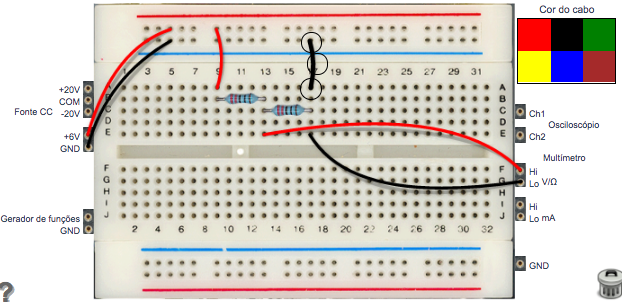 Cor do cabo
1 3 5 7 9 11 13 15 17 19 21 23 25 27 29 31
A A
B B
C C
D D
E E
+20V
COM
Fonte CC -20V
+6V
GND
Ch1
Osciloscópio
Ch2
Multímetro
Hi
Lo V/Ω
Hi
Lo mA
F F
G G
H H
I I
J J
Gerador de funções
GND
2 4 6 8 10 12 14 16 18 20 22 24 26 28 30 32
GND
?